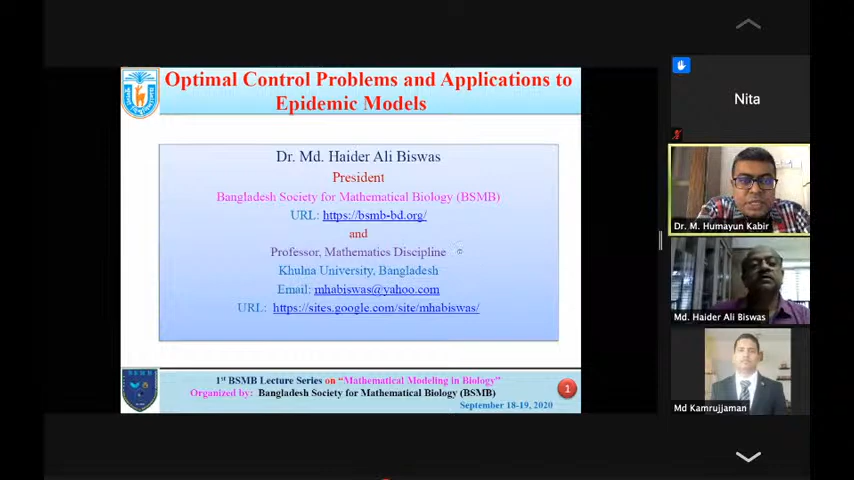 Optimal Control Problems and Applications to
Epidemic Models
Dr. Md. Haider Ali Biswas
President
Bangladesh Society for Mathematical Biology (BSMB)
URL: https://bsmb-bd.org/
and
Professor, Mathematics Discipline
Khulna University, Bangladesh
Email: mhabiswas@yahoo.com
URL: https://sites.google.com/site/mhabiswas/
1st BSMB Lecture Series on “Mathematical Modeling in Biology”
Organized by: Bangladesh Society for Mathematical Biology (BSMB)
September 18-19, 2020
1
Nita
Dr. M. Humayun Kabir
Md. Haider Ali Biswas
Md Kamrujjaman